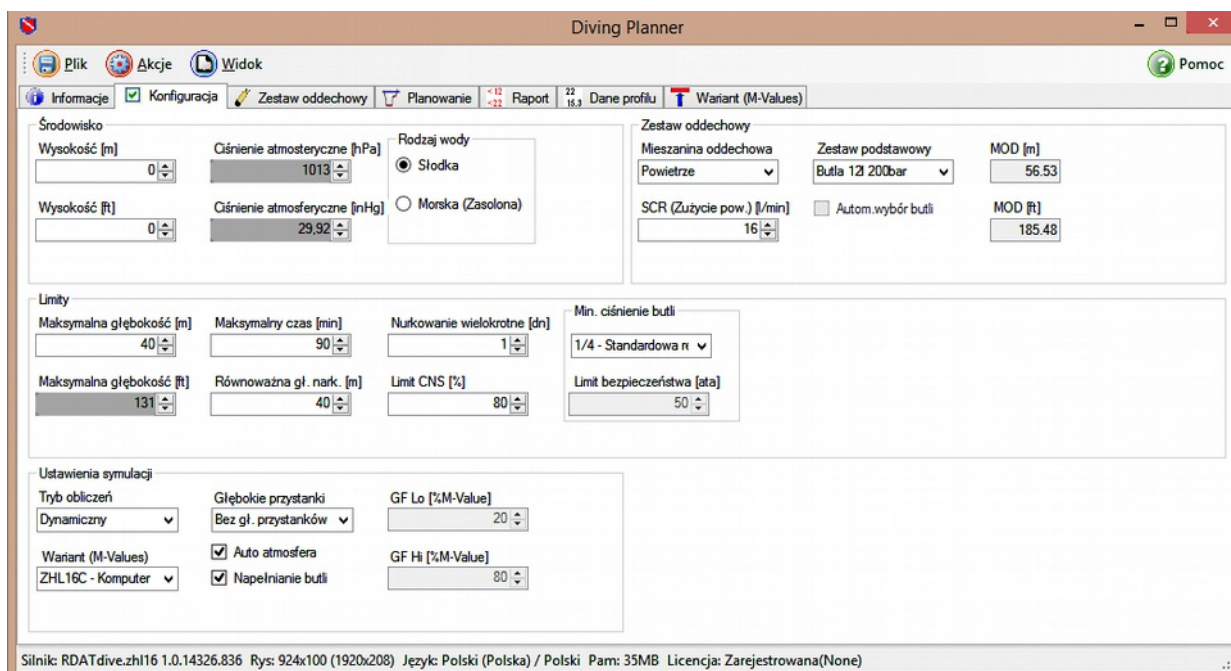 Diving Planner
Plik Akcje Widok Pomoc
Informacje Konfiguracja Zestaw oddechowy Planowanie <12 <22 Raport 22 15,3 Dane profilu Wariant (M-Values)
Środowisko
Wysokość [m] Ciśnienie atmosteryczne [hPa] Rodzaj wody
0 1013 Słodka
Wysokość [ft] Ciśnienie atmosferyczne [inHg] Morska (Zasolona)
0 29,92
Zestaw oddechowy
Mieszanina oddechowa Zestaw podstawowy MOD [m]
Powietrze Butla 12l 200bar 56.53
SCR (Zużycie pow.) [l/min] Autom.wybór butli MOD [ft]
16 185.48
Limity
Maksymalna głębokość [m] Maksymalny czas [min] Nurkowanie wielokrotne [dn] Min. ciśnienie butli
40 90 1 1/4 - Standardowa re
Maksymalna głębokość [ft] Równoważna gł. nark. [m] Limit CNS [%] Limit bezpieczeństwa [ata]
131 40 80 50
Ustawienia symulacji
Tryb obliczeń Głębokie przystanki GF Lo [%M-Value]
Dynamiczny Bez gł. przystanków 20
Wariant (M-Values) Auto atmosfera GF Hi [%M-Value]
ZHL16C - Komputer Napełnianie butli 80
Silnik: RDATdive.zhl16 1.0.14326.836 Rys: 924x100 (1920x208) Język: Polski (Polska) / Polski Pam: 35MB Licencja: Zarejestrowana(None)